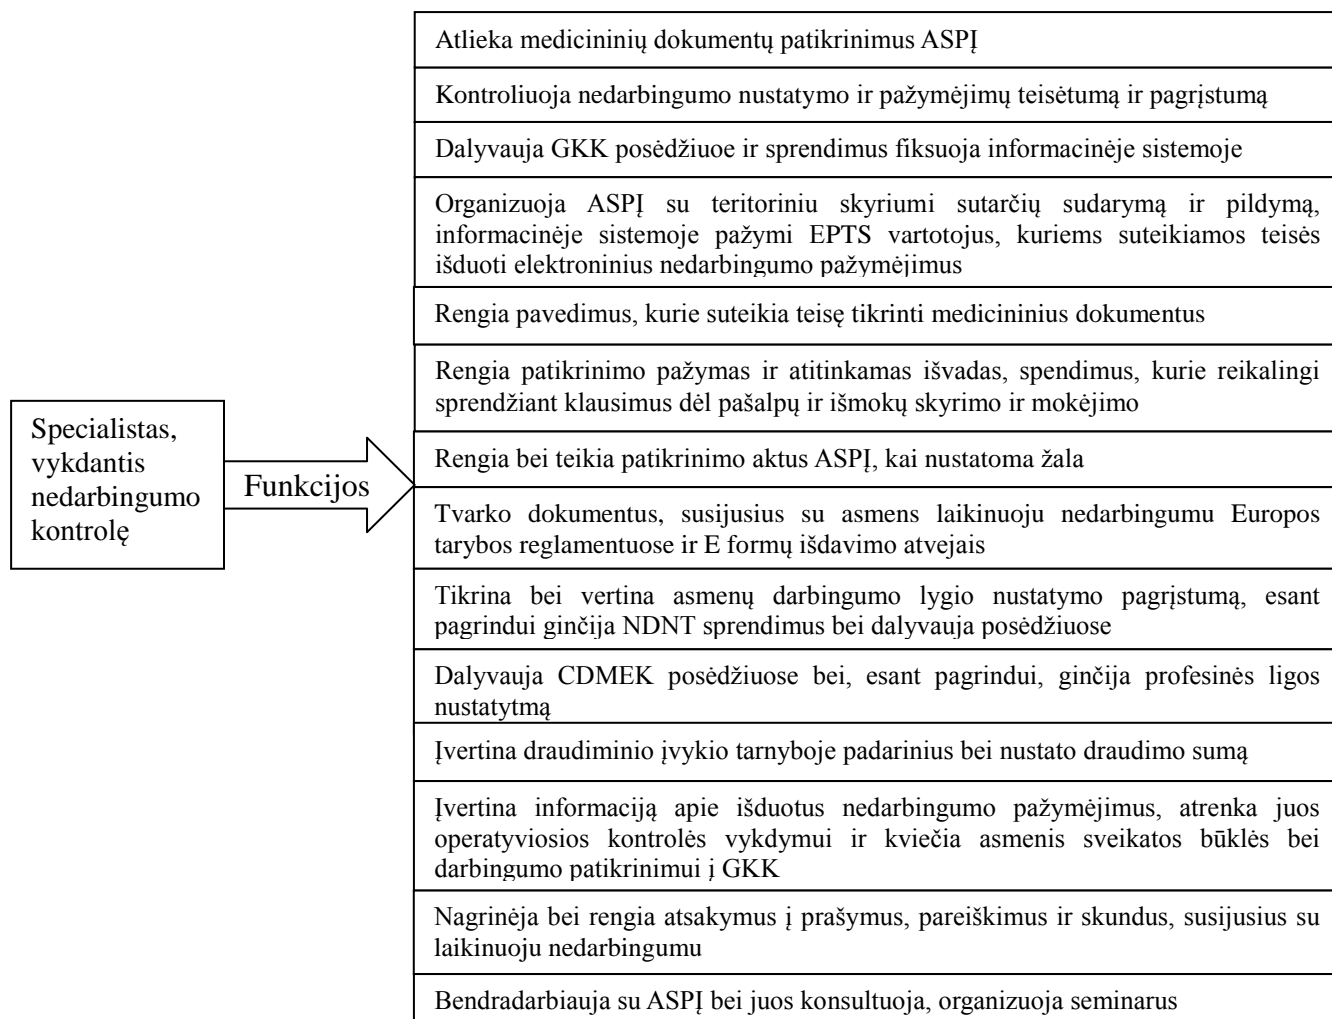 Atlieka medicininių dokumentų patikrinimus ASPĮ
Kontroliuoja nedarbingumo nustatymo ir pažymėjimų teisėtumą ir pagrįstumą
Dalyvauja GKK posėdžiuoe ir sprendimus fiksuoja informacinėje sistemoje
Organizuoja ASPĮ su teritoriniu skyriumi sutarčių sudarymą ir pildymą,
informacinėje sistemoje pažymi EPTS vartotojus, kuriems suteikiamos teisės
išduoti elektroninius nedarbingumo pažymėjimus
Rengia pavedimus, kurie suteikia teisę tikrinti medicininius dokumentus
Rengia patikrinimo pažymas ir atitinkamas išvadas, spendimus, kurie reikalingi
sprendžiant klausimus dėl pašalpų ir išmokų skyrimo ir mokėjimo
Specialistas,
vykdantis
nedarbingumo
kontrolę
Funkcijos
Rengia bei teikia patikrinimo aktus ASPĮ, kai nustatoma žala
Tvarko dokumentus, susijusius su asmens laikinuoju nedarbingumu Europos
tarybos reglamentuose ir E formų išdavimo atvejais
Tikrina bei vertina asmenų darbingumo lygio nustatymo pagrįstumą, esant
pagrindui ginčija NDNT sprendimus bei dalyvauja posėdžiuose
Dalyvauja CDMEK posėdžiuose bei, esant pagrindui, ginčija profesinės ligos
nustatytmą
Įvertina draudiminio įvykio tarnyboje padarinius bei nustato draudimo sumą
Įvertina informaciją apie išduotus nedarbingumo pažymėjimus, atrenka juos
operatyviosios kontrolės vykdymui ir kviečia asmenis sveikatos būklės bei
darbingumo patikrinimui į GKK
Nagrinėja bei rengia atsakymus į prašymus, pareiškimus ir skundus, susijusius su
laikinuoju nedarbingumu
Bendradarbiauja su ASPĮ bei juos konsultuoja, organizuoja seminarus